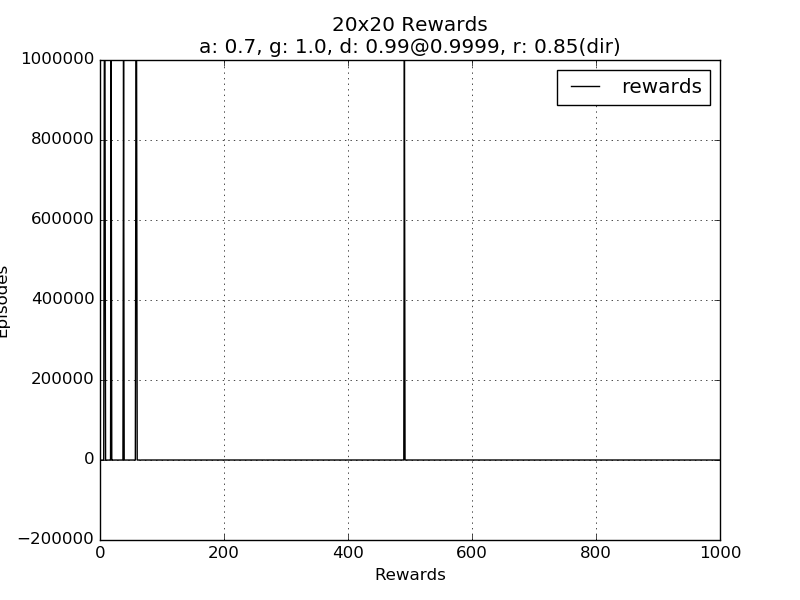 20x20 Rewards
a: 0.7, g: 1.0, d: 0.99@0.9999, r: 0.85(dir)
rewards
1000000
800000
600000
400000
200000
0
−200000
Episodes
0 200 400 600 800 1000
Rewards